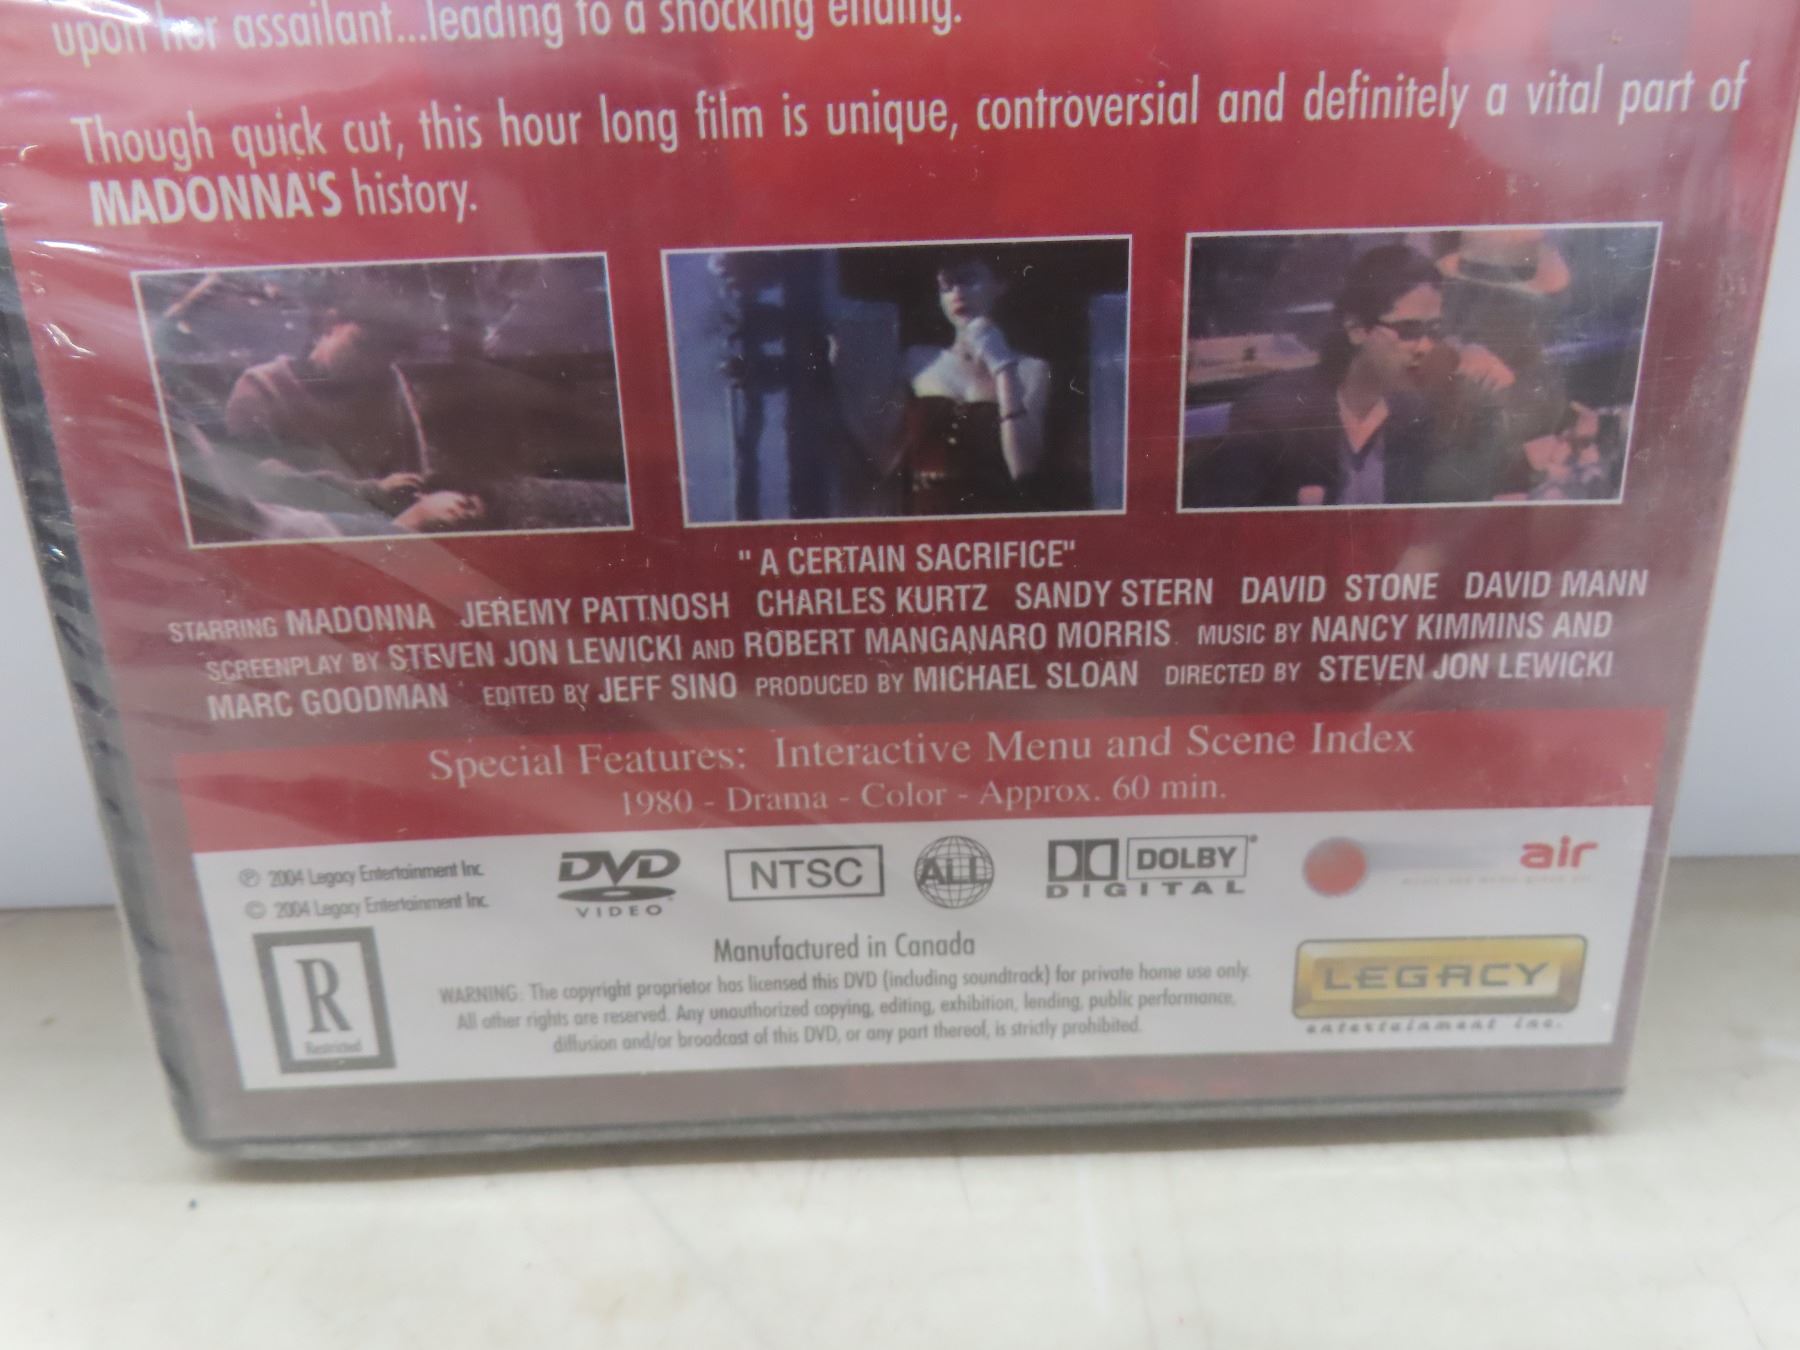 upon her assailant...leading to a shocking ending.
Though quick cut, this hour long film is unique, controversial and definitely a vital part of
MADONNA'S history.
" A CERTAIN SACRIFICE"
STARRING MADONNA JEREMY PATTNOSH CHARLES KURTZ SANDY STERN DAVID STONE DAVID MANN
SCREENPLAY BY STEVEN JON LEWICKI AND ROBERT MANGANARO MORRIS MUSIC BY NANCY KIMMINS AND
MARC GOODMAN EDITED BY JEFF SINO PRODUCED BY MICHAEL SLOAN DIRECTED BY STEVEN JON LEWICKI
Special Features: Interactive Menu and Scene Index
1980 - Drama - Color - Approx. 60 min.
℗ 2004 Legacy Entertainment Inc.
© 2004 Legacy Entertainment Inc.
DVD
VIDEO
NTSC
ALL
DOLBY
DIGITAL
air
R
Restricted
Manufactured in Canada
WARNING: The copyright proprietor has licensed this DVD (including soundtrack) for private home use only.
All other rights are reserved. Any unauthorized copying, editing, exhibition, lending, public performance,
diffusion and/or broadcast of this DVD, or any part thereof, is strictly prohibited.
LEGACY
entertainment inc.